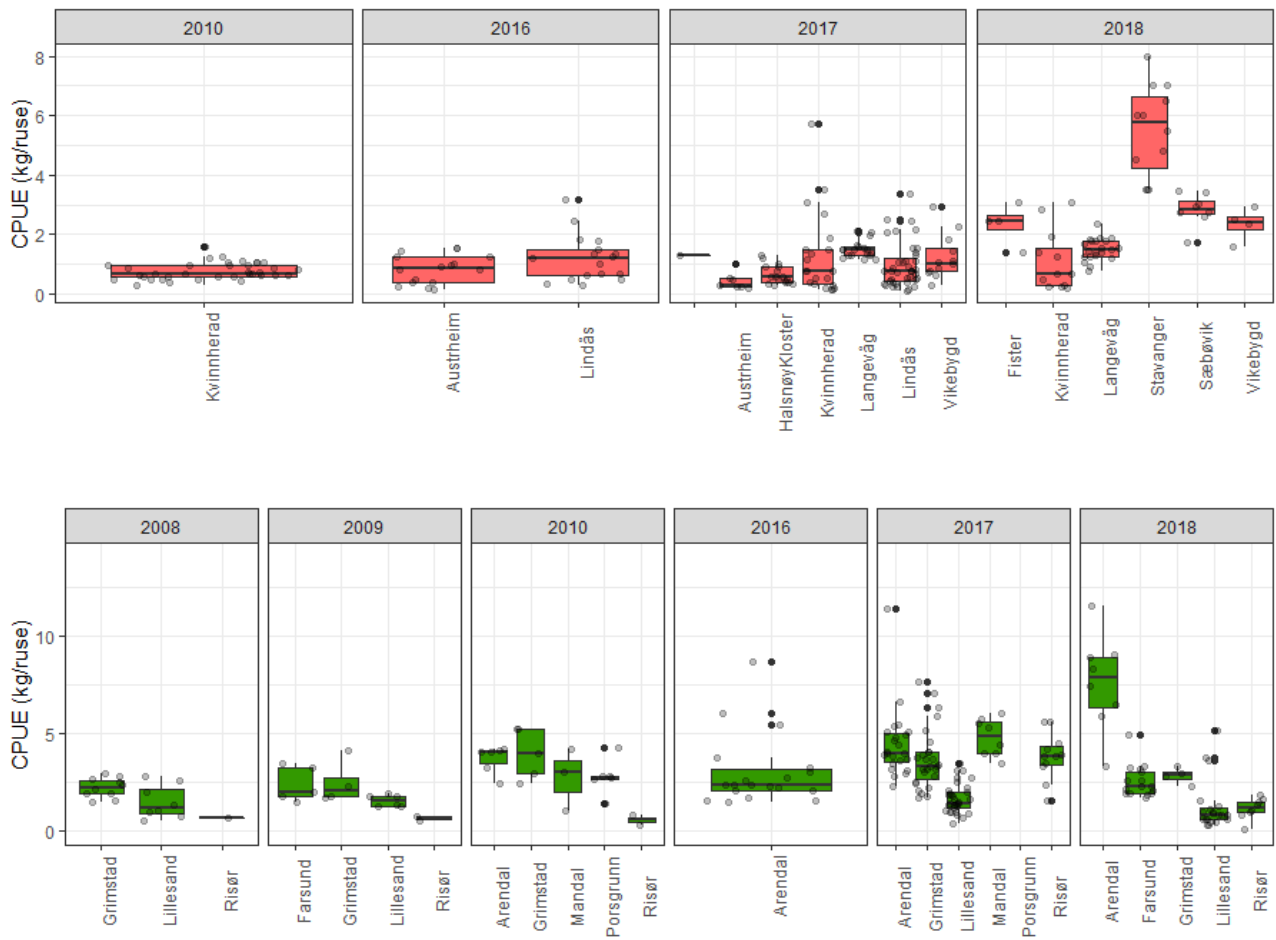 2010 2016 2017 2018
CPUE (kg/ruse)
8
6
4
2
0
Kvinnherad
Austrheim
Lindås
Austrheim
HalsnøyKloster
Kvinnherad
Langevåg
Lindås
Vikebygd
Fister
Kvinnherad
Langevåg
Stavanger
Sæbøvik
Vikebygd
2008 2009 2010 2016 2017 2018
CPUE (kg/ruse)
10
5
0
Grimstad
Lillesand
Risør
Farsund
Grimstad
Lillesand
Risør
Arendal
Grimstad
Mandal
Porsgrunn
Risør
Arendal
Arendal
Grimstad
Lillesand
Mandal
Porsgrunn
Risør
Arendal
Farsund
Grimstad
Lillesand
Risør